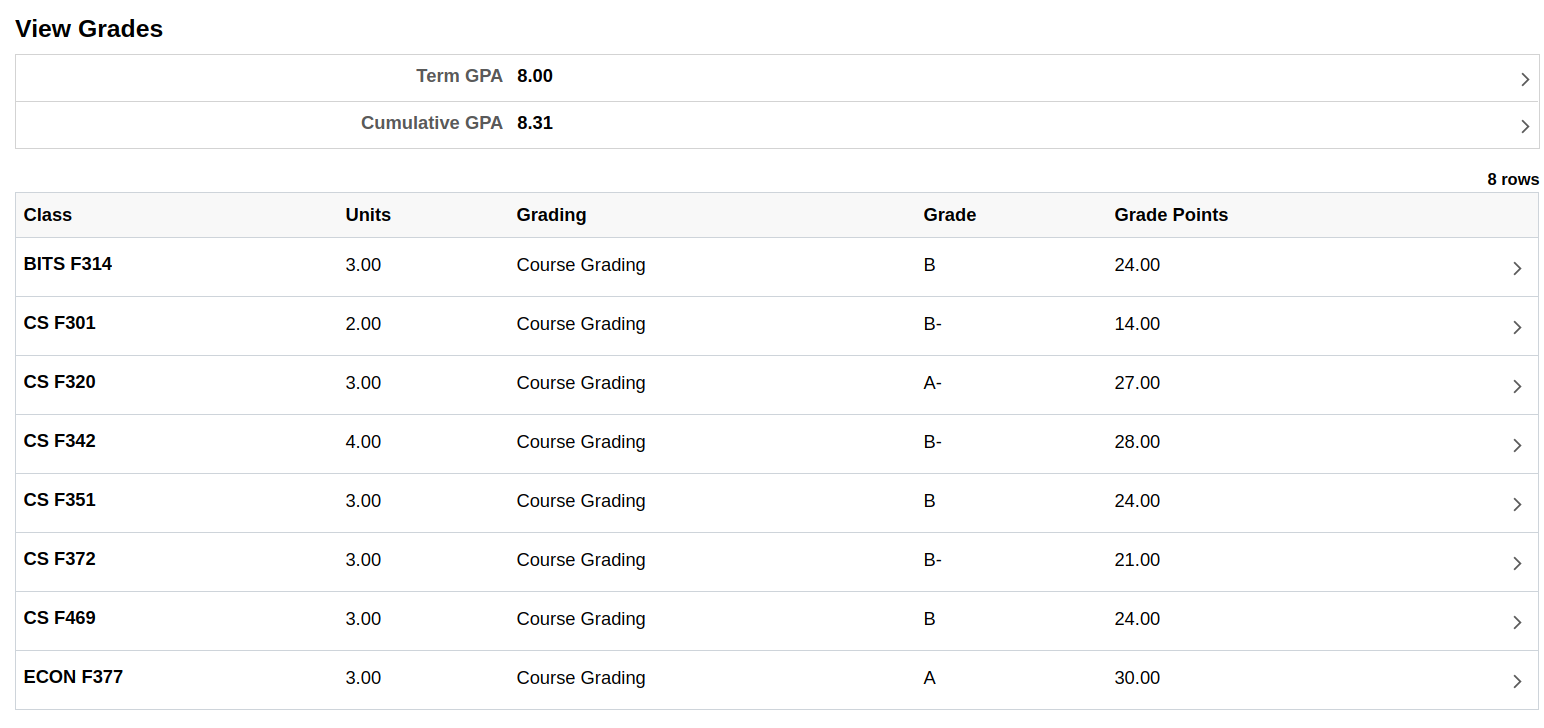 View Grades
Term GPA 8.00
Cumulative GPA 8.31
8 rows
Class Units Grading Grade Grade Points
BITS F314 3.00 Course Grading B 24.00
CS F301 2.00 Course Grading B- 14.00
CS F320 3.00 Course Grading A- 27.00
CS F342 4.00 Course Grading B- 28.00
CS F351 3.00 Course Grading B 24.00
CS F372 3.00 Course Grading B- 21.00
CS F469 3.00 Course Grading B 24.00
ECON F377 3.00 Course Grading A 30.00